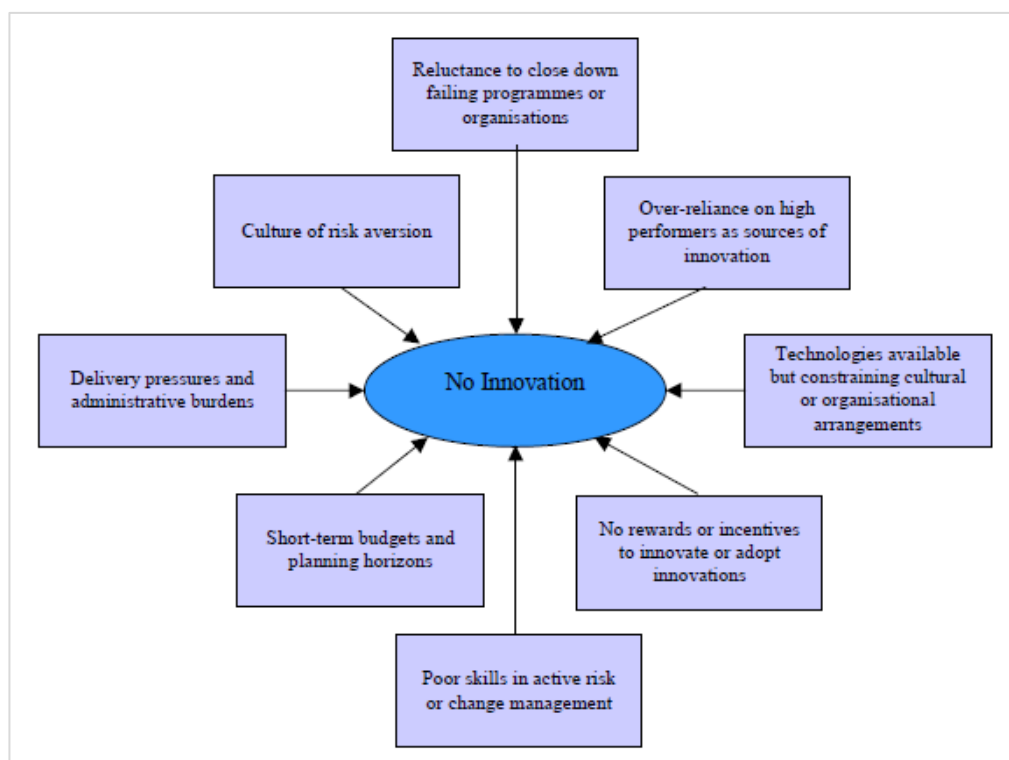 Reluctance to close down
failing programmes or
organisations
Culture of risk aversion
Over-reliance on high
performers as sources of
innovation
Delivery pressures and
administrative burdens
No Innovation
Technologies available
but constraining cultural
or organisational
arrangements
Short-term budgets and
planning horizons
No rewards or incentives
to innovate or adopt
innovations
Poor skills in active risk
or change management